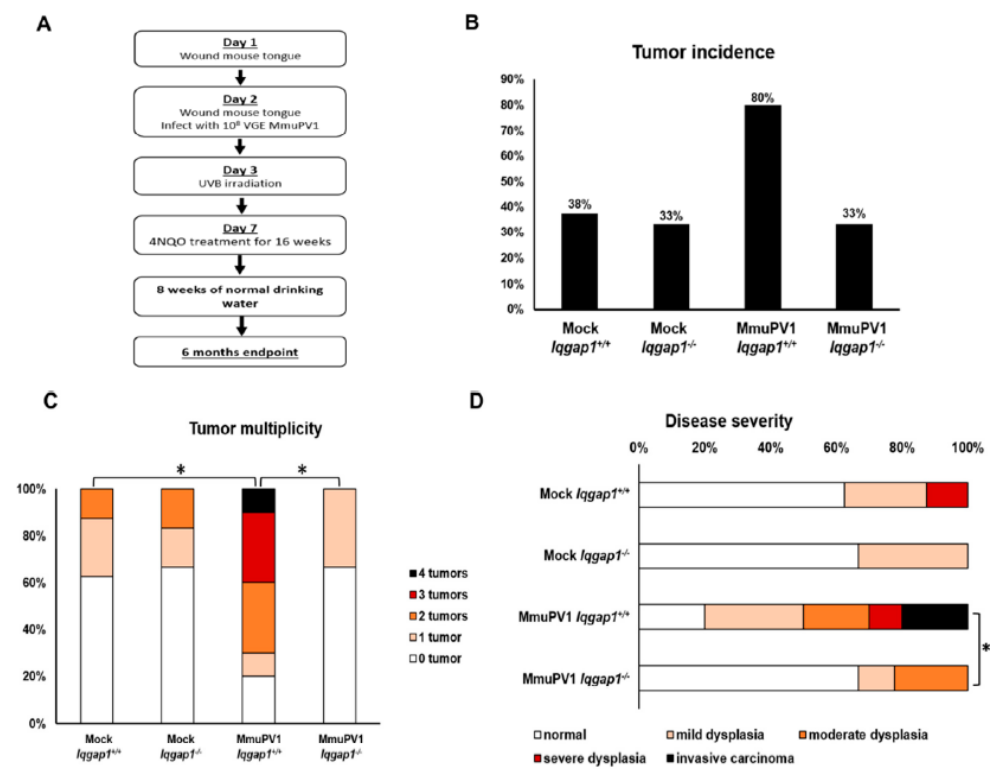 A
Day 1
Wound mouse tongue
Day 2
Wound mouse tongue
Infect with 10⁸ VGE MmuPV1
Day 3
UVB irradiation
Day 7
4NQO treatment for 16 weeks
8 weeks of normal drinking
water
6 months endpoint
B
Tumor incidence
90%
80%
70%
60%
50%
40%
30%
20%
10%
0%
38%
33%
80%
33%
Mock
Iqgap1+/+
Mock
Iqgap1-/-
MmuPV1
Iqgap1+/+
MmuPV1
Iqgap1-/-
C
Tumor multiplicity
*
*
100%
80%
60%
40%
20%
0%
Mock
Iqgap1+/+
Mock
Iqgap1-/-
MmuPV1
Iqgap1+/+
MmuPV1
Iqgap1-/-
4 tumors
3 tumors
2 tumors
1 tumor
0 tumor
D
Disease severity
0% 20% 40% 60% 80% 100%
Mock Iqgap1+/+
Mock Iqgap1-/-
MmuPV1 Iqgap1+/+
MmuPV1 Iqgap1-/-
*
normal mild dysplasia moderate dysplasia
severe dysplasia invasive carcinoma